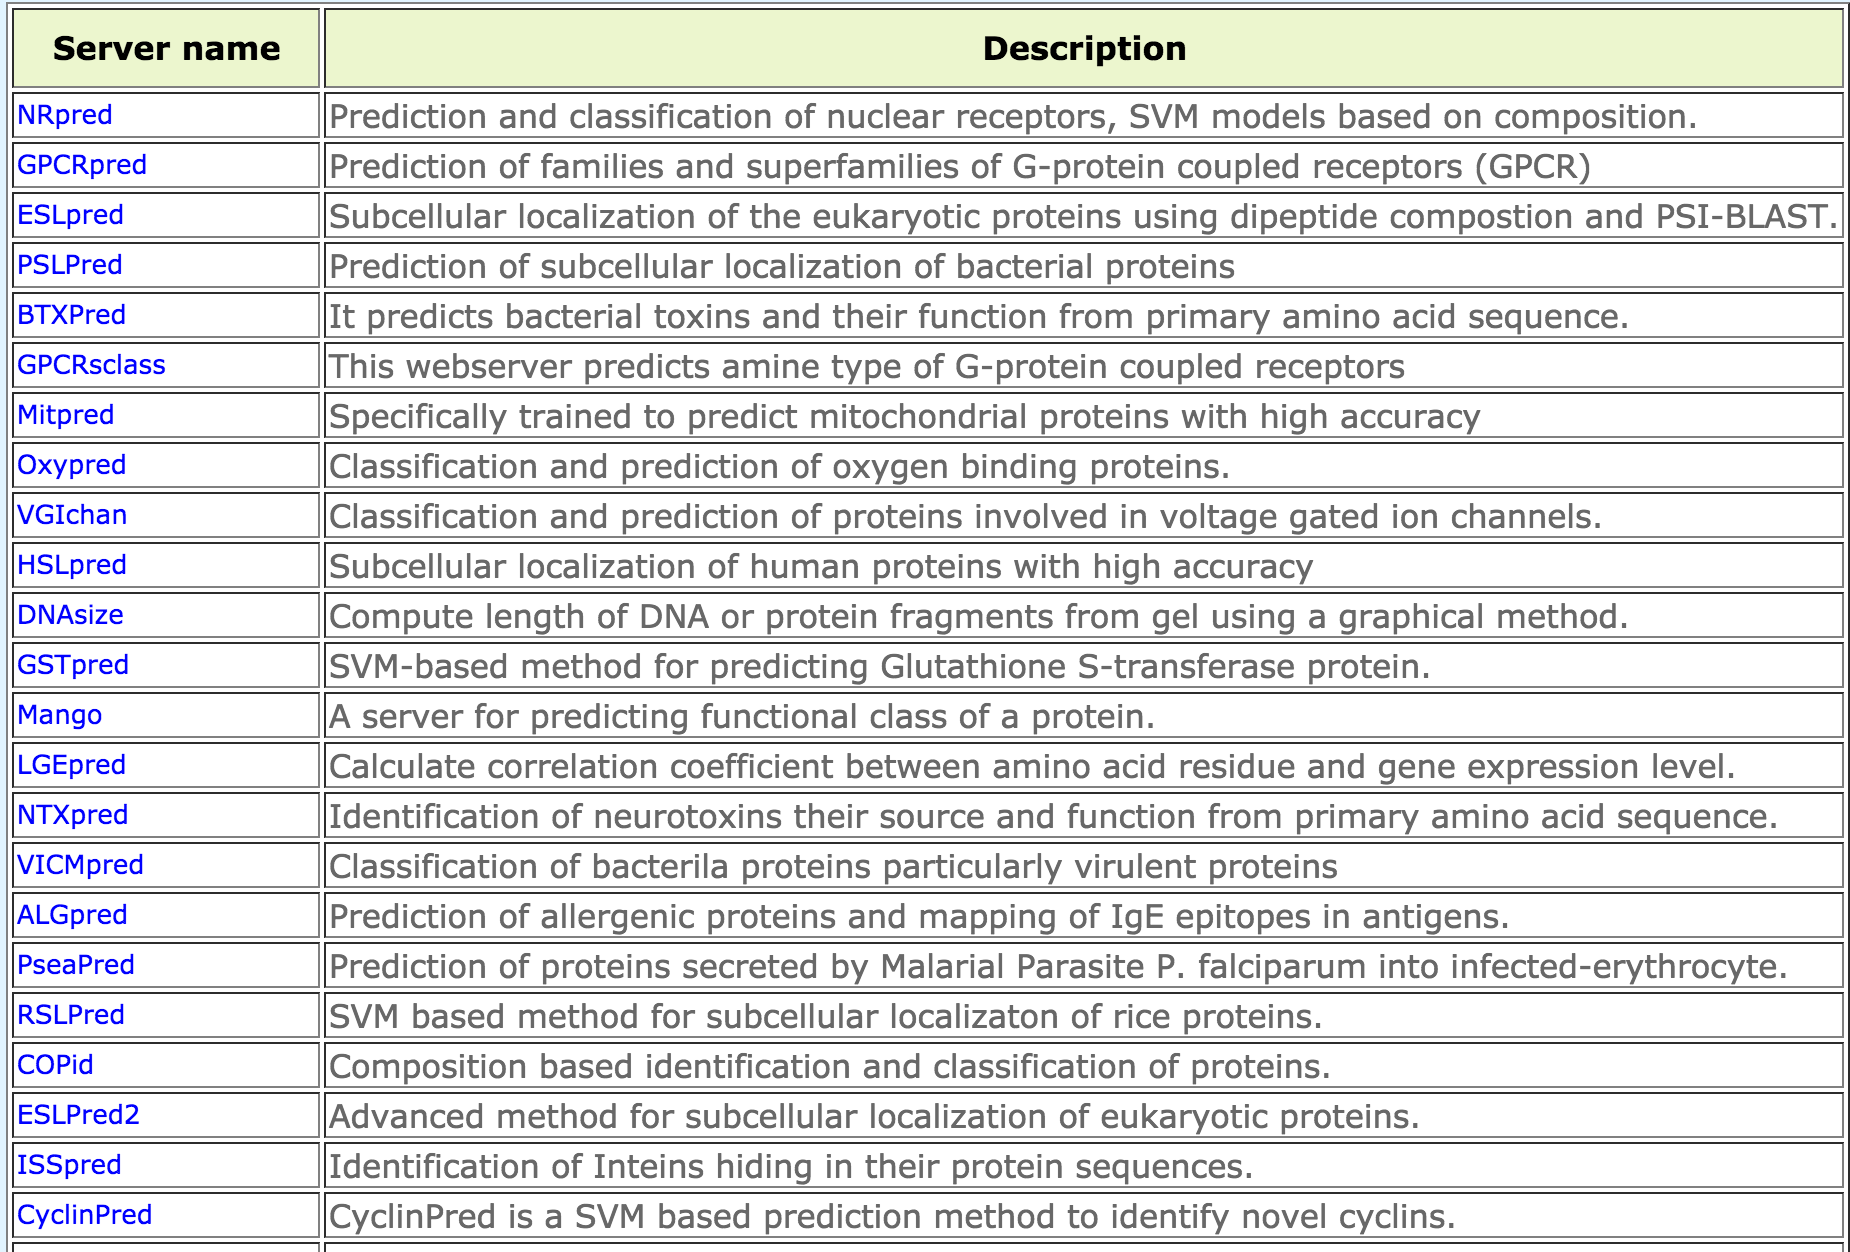 Server name Description
NRpred Prediction and classification of nuclear receptors, SVM models based on composition.
GPCRpred Prediction of families and superfamilies of G-protein coupled receptors (GPCR)
ESLpred Subcellular localization of the eukaryotic proteins using dipeptide compostion and PSI-BLAST.
PSLPred Prediction of subcellular localization of bacterial proteins
BTXPred It predicts bacterial toxins and their function from primary amino acid sequence.
GPCRsclass This webserver predicts amine type of G-protein coupled receptors
Mitpred Specifically trained to predict mitochondrial proteins with high accuracy
Oxypred Classification and prediction of oxygen binding proteins.
VGIchan Classification and prediction of proteins involved in voltage gated ion channels.
HSLpred Subcellular localization of human proteins with high accuracy
DNAsize Compute length of DNA or protein fragments from gel using a graphical method.
GSTpred SVM-based method for predicting Glutathione S-transferase protein.
Mango A server for predicting functional class of a protein.
LGEpred Calculate correlation coefficient between amino acid residue and gene expression level.
NTXpred Identification of neurotoxins their source and function from primary amino acid sequence.
VICMpred Classification of bacterila proteins particularly virulent proteins
ALGpred Prediction of allergenic proteins and mapping of IgE epitopes in antigens.
PseaPred Prediction of proteins secreted by Malarial Parasite P. falciparum into infected-erythrocyte.
RSLPred SVM based method for subcellular localizaton of rice proteins.
COPid Composition based identification and classification of proteins.
ESLPred2 Advanced method for subcellular localization of eukaryotic proteins.
ISSpred Identification of Inteins hiding in their protein sequences.
CyclinPred CyclinPred is a SVM based prediction method to identify novel cyclins.